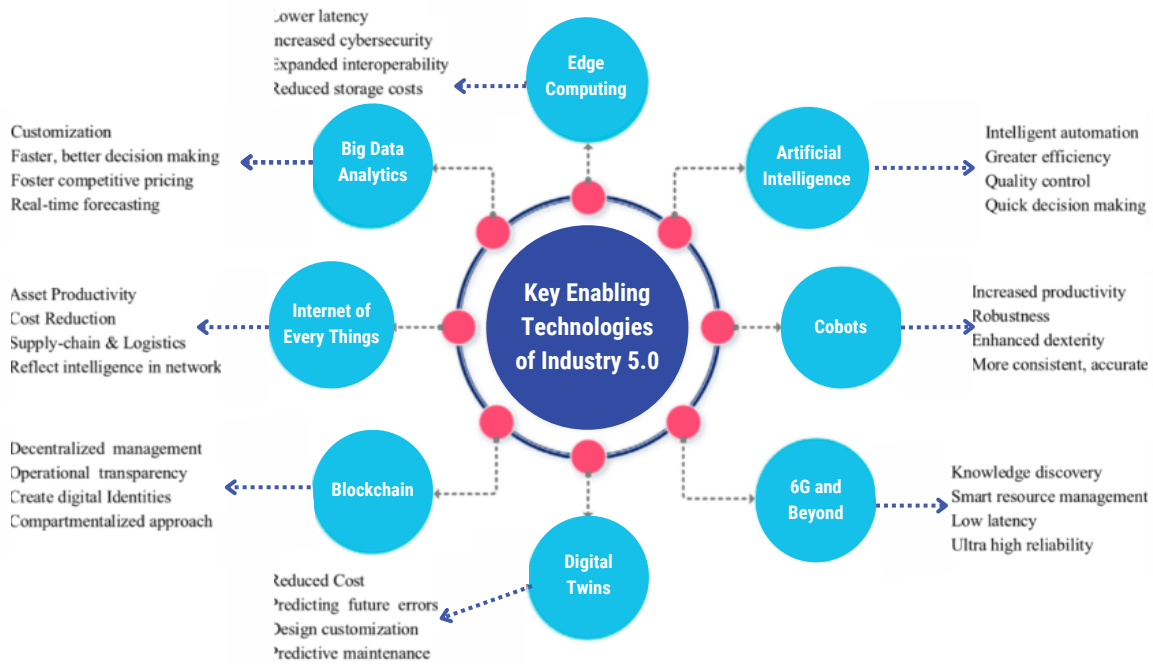 Lower latency
Increased cybersecurity
Expanded interoperability
Reduced storage costs
Edge
Computing
Customization
Faster, better decision making
Foster competitive pricing
Real-time forecasting
Big Data
Analytics
Artificial
Intelligence
Intelligent automation
Greater efficiency
Quality control
Quick decision making
Asset Productivity
Cost Reduction
Supply-chain & Logistics
Reflect intelligence in network
Internet of
Every Things
Key Enabling
Technologies
of Industry 5.0
Cobots
Increased productivity
Robustness
Enhanced dexterity
More consistent, accurate
Decentralized management
Operational transparency
Create digital Identities
Compartmentalized approach
Blockchain
6G and
Beyond
Knowledge discovery
Smart resource management
Low latency
Ultra high reliability
Reduced Cost
Predicting future errors
Design customization
Predictive maintenance
Digital
Twins